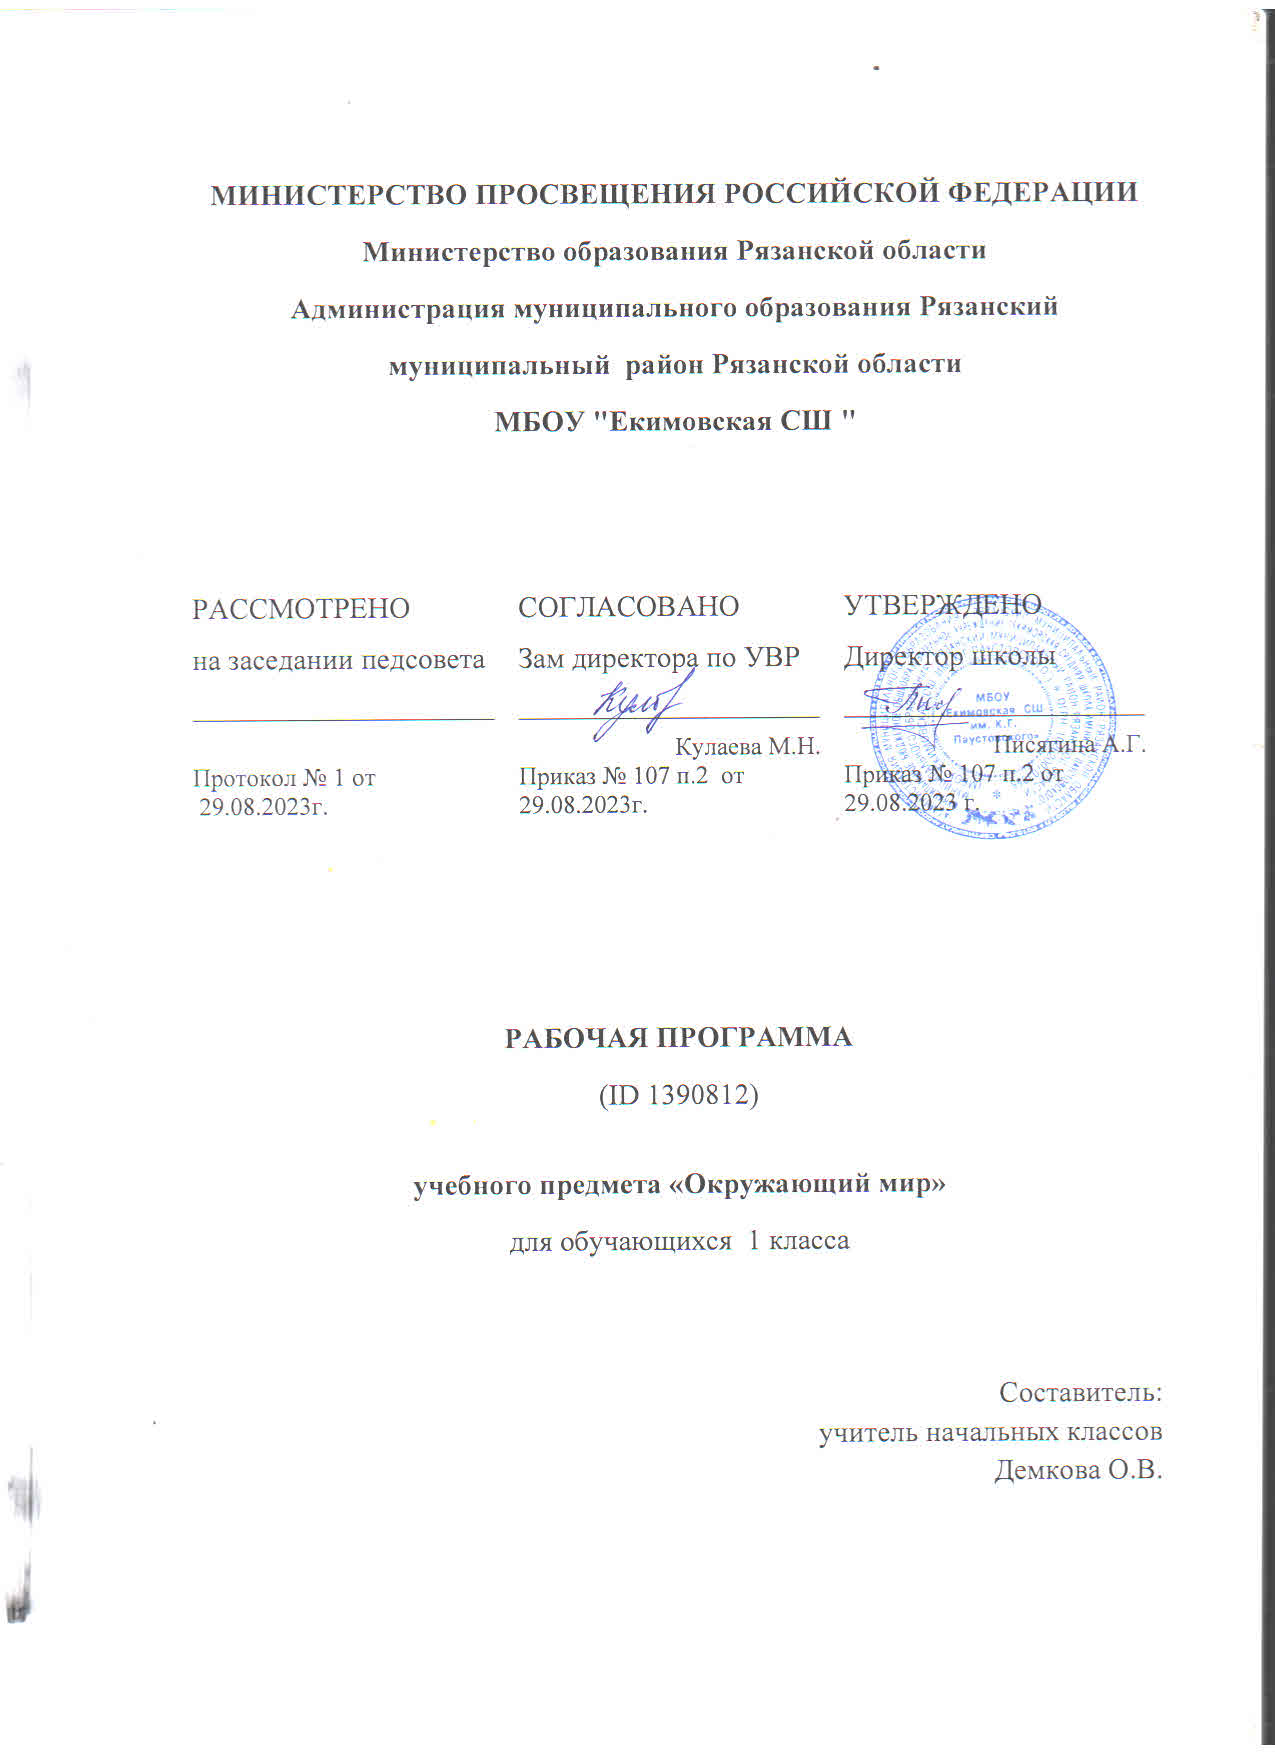 МИНИСТЕРСТВО ПРОСВЕЩЕНИЯ РОССИЙСКОЙ ФЕДЕРАЦИИ
Министерство образования Рязанской области
Администрация муниципального образования Рязанский
муниципальный район Рязанской области
МБОУ "Екимовская СШ "
РАССМОТРЕНО
на заседании педсовета
Протокол № 1 от
29.08.2023г.
СОГЛАСОВАНО
Зам директора по УВР
Кулаева М.Н.
Приказ № 107 п.2 от
29.08.2023г.
УТВЕРЖДЕНО
Директор школы
Писягина А.Г.
Приказ № 107 п.2 от
29.08.2023 г.
МБОУ
Екимовская СШ
им. К.Г.
Паустовского»
РАБОЧАЯ ПРОГРАММА
(ID 1390812)
учебного предмета «Окружающий мир»
для обучающихся 1 класса
Составитель:
учитель начальных классов
Демкова О.В.